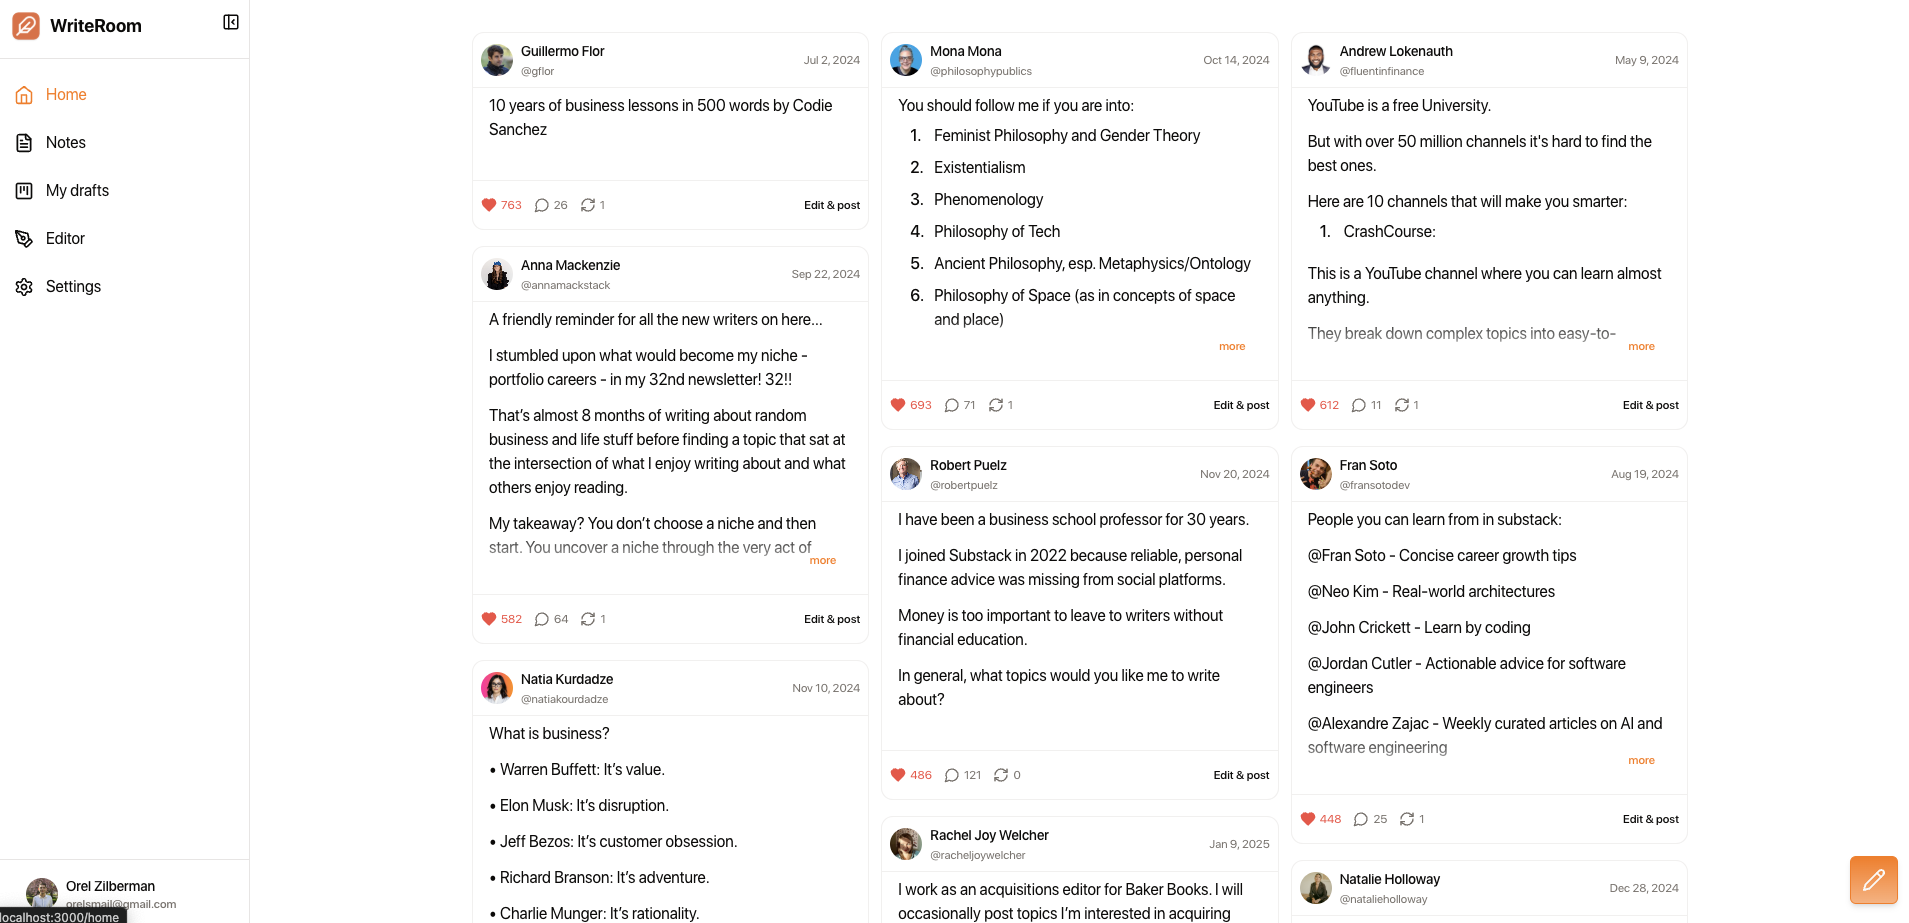 WriteRoom
Home
Notes
My drafts
Editor
Settings
Orel Zilberman
orelsmail@gmail.com
localhost:3000/home
Guillermo Flor
@gflor
Jul 2, 2024
10 years of business lessons in 500 words by Codie
Sanchez
763 26 1 Edit & post
Anna Mackenzie
@annamackstack
Sep 22, 2024
A friendly reminder for all the new writers on here...
I stumbled upon what would become my niche -
portfolio careers - in my 32nd newsletter! 32!!
That’s almost 8 months of writing about random
business and life stuff before finding a topic that sat at
the intersection of what I enjoy writing about and what
others enjoy reading.
My takeaway? You don’t choose a niche and then
start. You uncover a niche through the very act of
more
582 64 1 Edit & post
Natia Kurdadze
@natiakourdadze
Nov 10, 2024
What is business?
• Warren Buffett: It’s value.
• Elon Musk: It’s disruption.
• Jeff Bezos: It’s customer obsession.
• Richard Branson: It’s adventure.
• Charlie Munger: It’s rationality.
Mona Mona
@philosophypublics
Oct 14, 2024
You should follow me if you are into:
1. Feminist Philosophy and Gender Theory
2. Existentialism
3. Phenomenology
4. Philosophy of Tech
5. Ancient Philosophy, esp. Metaphysics/Ontology
6. Philosophy of Space (as in concepts of space
and place)
more
693 71 1 Edit & post
Robert Puelz
@robertpuelz
Nov 20, 2024
I have been a business school professor for 30 years.
I joined Substack in 2022 because reliable, personal
finance advice was missing from social platforms.
Money is too important to leave to writers without
financial education.
In general, what topics would you like me to write
about?
486 121 0 Edit & post
Rachel Joy Welcher
@racheljoywelcher
Jan 9, 2025
I work as an acquisitions editor for Baker Books. I will
occasionally post topics I’m interested in acquiring
Andrew Lokenauth
@fluentinfinance
May 9, 2024
YouTube is a free University.
But with over 50 million channels it's hard to find the
best ones.
Here are 10 channels that will make you smarter:
1. CrashCourse:
This is a YouTube channel where you can learn almost
anything.
They break down complex topics into easy-to-
more
612 11 1 Edit & post
Fran Soto
@fransotodev
Aug 19, 2024
People you can learn from in substack:
@Fran Soto - Concise career growth tips
@Neo Kim - Real-world architectures
@John Crickett - Learn by coding
@Jordan Cutler - Actionable advice for software
engineers
@Alexandre Zajac - Weekly curated articles on AI and
software engineering
more
448 25 1 Edit & post
Natalie Holloway
@natalieholloway
Dec 28, 2024